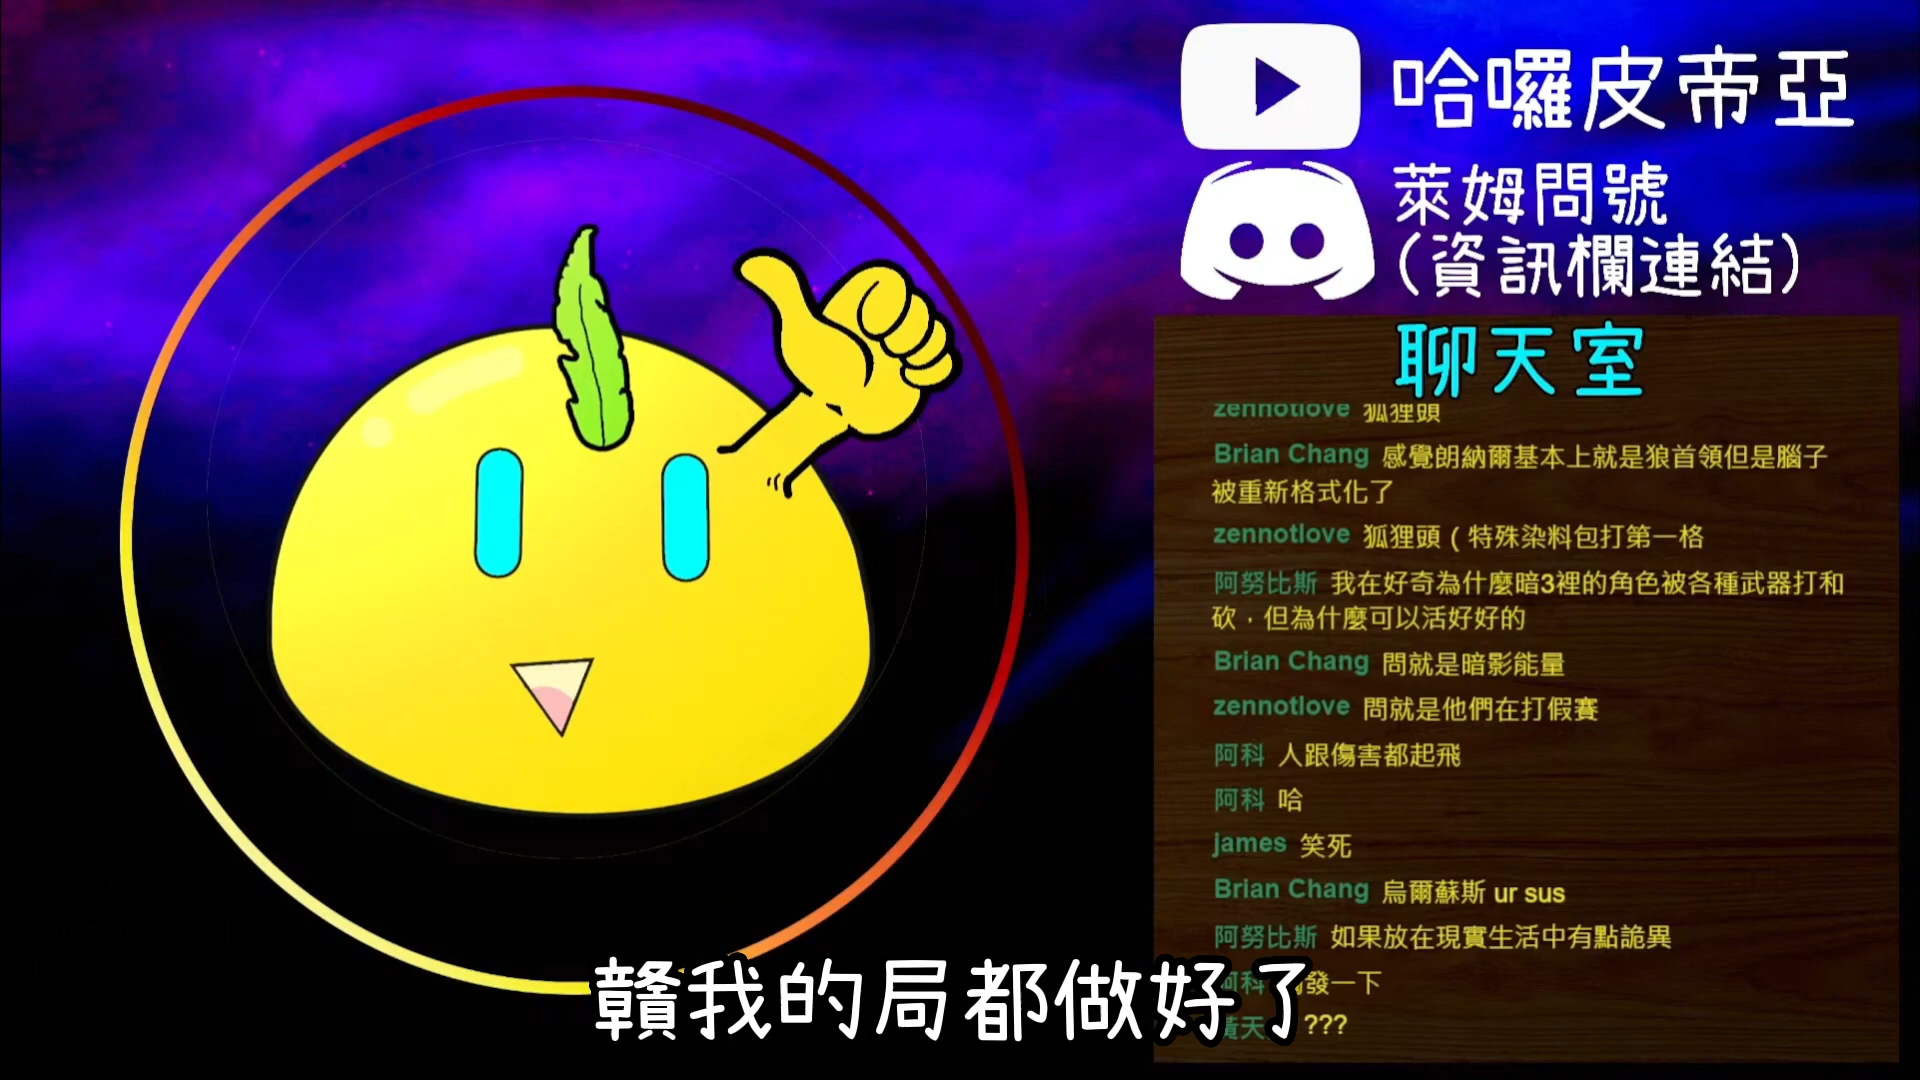 哈囉皮帝亞
萊姆問號
(資訊欄連結)
聊天室
zennotlove 狐狸頭
Brian Chang 感覺朗納爾基本上就是狼首領但是腦子
被重新格式化了
zennotlove 狐狸頭 ( 特殊染料包打第一格
阿努比斯 我在好奇為什麼暗3裡的角色被各種武器打和
砍，但為什麼可以活好好的
Brian Chang 問就是暗影能量
zennotlove 問就是他們在打假賽
阿科 人跟傷害都起飛
阿科 哈
james 笑死
Brian Chang 烏爾蘇斯 ur sus
阿努比斯 如果放在現實生活中有點詭異
阿科 發一下
黃天 ???
贛我的局都做好了